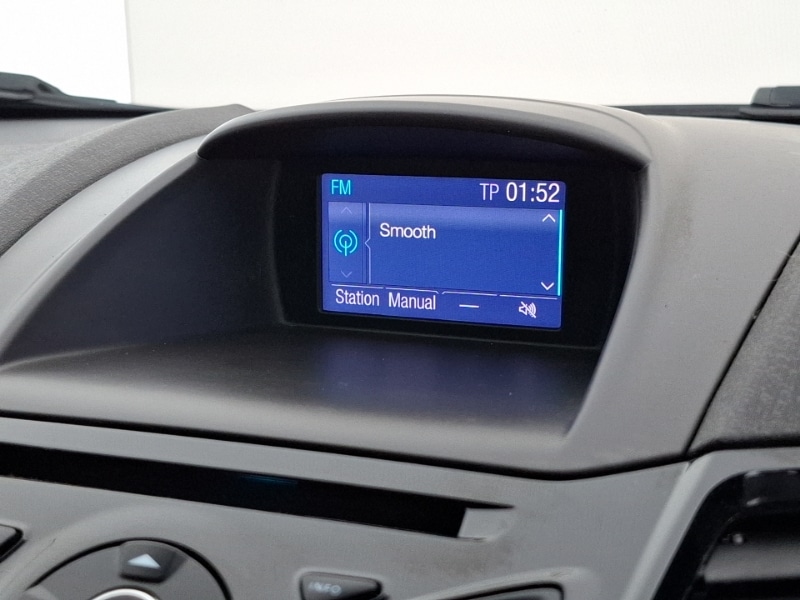 FM TP 01:52
Smooth
Station Manual —
INFO